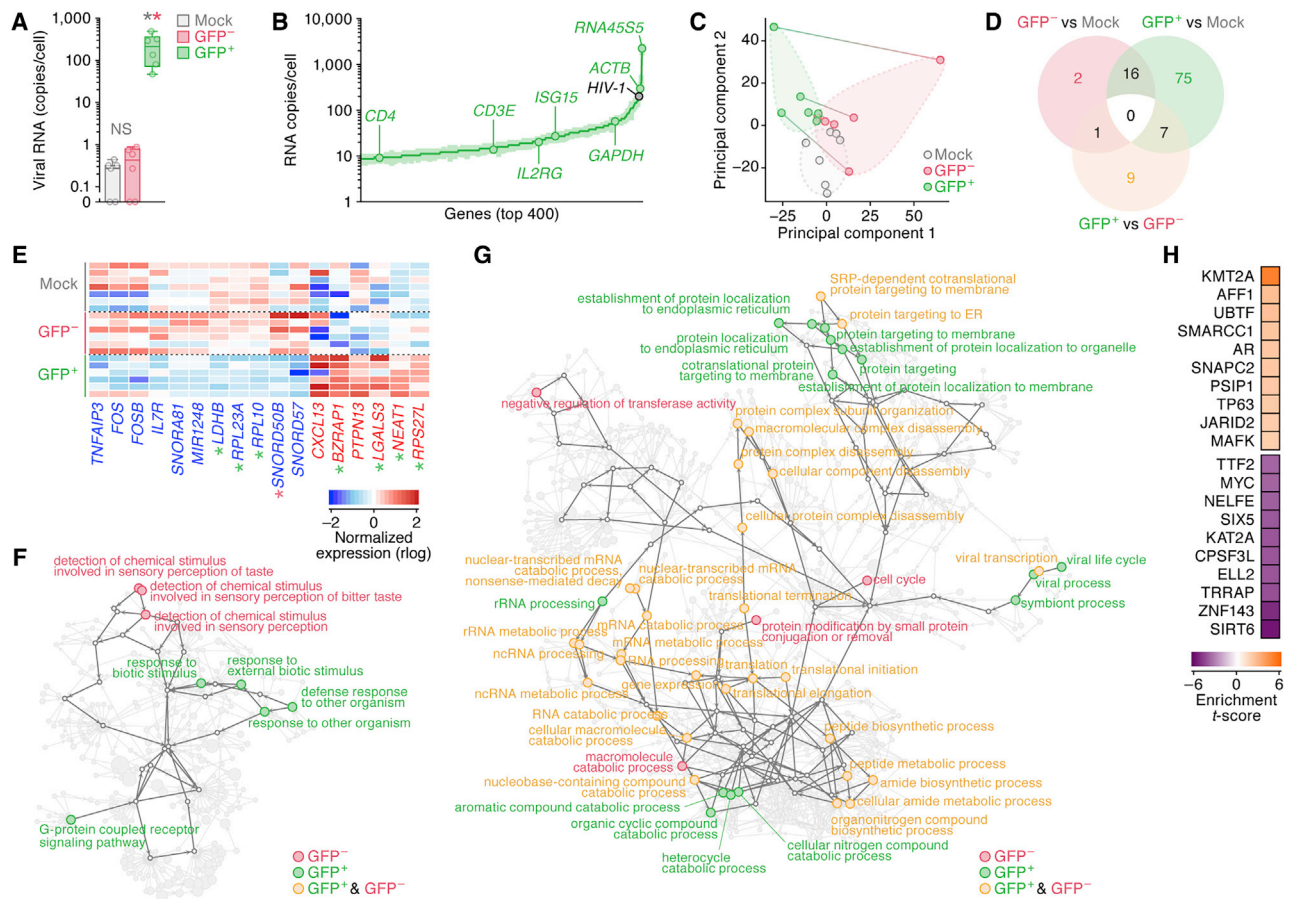 A
Viral RNA (copies/cell)
1,000
100
10
1
0.1
0
NS
**
Mock
GFP−
GFP+
B
RNA copies/cell
10,000
1,000
100
10
1
CD4
CD3E
ISG15
IL2RG
GAPDH
RNA45S5
ACTB
HIV-1
Genes (top 400)
C
Principal component 2
40
20
0
−20
−25
0
25
50
Principal component 1
Mock
GFP−
GFP+
D
GFP− vs Mock
GFP+ vs Mock
2
16
75
0
1
7
9
GFP+ vs GFP−
E
Mock
GFP−
GFP+
TNFAIP3
FOS
FOSB
IL7R
SNORA81
MIR1248
* LDHB
* RPL23A
* RPL10
* SNORD50B
SNORD57
CXCL13
* BZRAP1
PTPN13
* LGALS3
* NEAT1
* RPS27L
−2
0
2
Normalized
expression (rlog)
F
detection of chemical stimulus
involved in sensory perception of taste
detection of chemical stimulus
involved in sensory perception of bitter taste
detection of chemical stimulus
involved in sensory perception
response to
biotic stimulus
response to
external biotic stimulus
defense response
to other organism
response to other organism
G-protein coupled receptor
signaling pathway
GFP−
GFP+
GFP+ & GFP−
G
SRP-dependent cotranslational
protein targeting to membrane
establishment of protein localization
to endoplasmic reticulum
protein targeting to ER
protein localization
to endoplasmic reticulum
protein targeting to membrane
establishment of protein localization to organelle
cotranslational protein
targeting to membrane
protein targeting
establishment of protein localization to membrane
negative regulation of transferase activity
protein complex subunit organization
macromolecular complex disassembly
protein complex disassembly
cellular component disassembly
cellular protein complex disassembly
nuclear-transcribed mRNA
catabolic process
nonsense-mediated decay
nuclear-transcribed mRNA
catabolic process
viral transcription
viral life cycle
viral process
symbiont process
cell cycle
rRNA processing
translational termination
mRNA catabolic process
protein modification by small protein
conjugation or removal
rRNA metabolic process
mRNA metabolic process
ncRNA processing
RNA processing
translation
translational initiation
gene expression
translational elongation
ncRNA metabolic process
RNA catabolic process
cellular macromolecule
catabolic process
peptide biosynthetic process
macromolecule
catabolic process
peptide metabolic process
nucleobase-containing compound
catabolic process
amide biosynthetic process
aromatic compound catabolic process
cellular amide metabolic process
organic cyclic compound
catabolic process
organonitrogen compound
biosynthetic process
heterocycle
catabolic process
cellular nitrogen compound
catabolic process
GFP−
GFP+
GFP+ & GFP−
H
KMT2A
AFF1
UBTF
SMARCC1
AR
SNAPC2
PSIP1
TP63
JARID2
MAFK
TTF2
MYC
NELFE
SIX5
KAT2A
CPSF3L
ELL2
TRRAP
ZNF143
SIRT6
−6
0
6
Enrichment
t-score